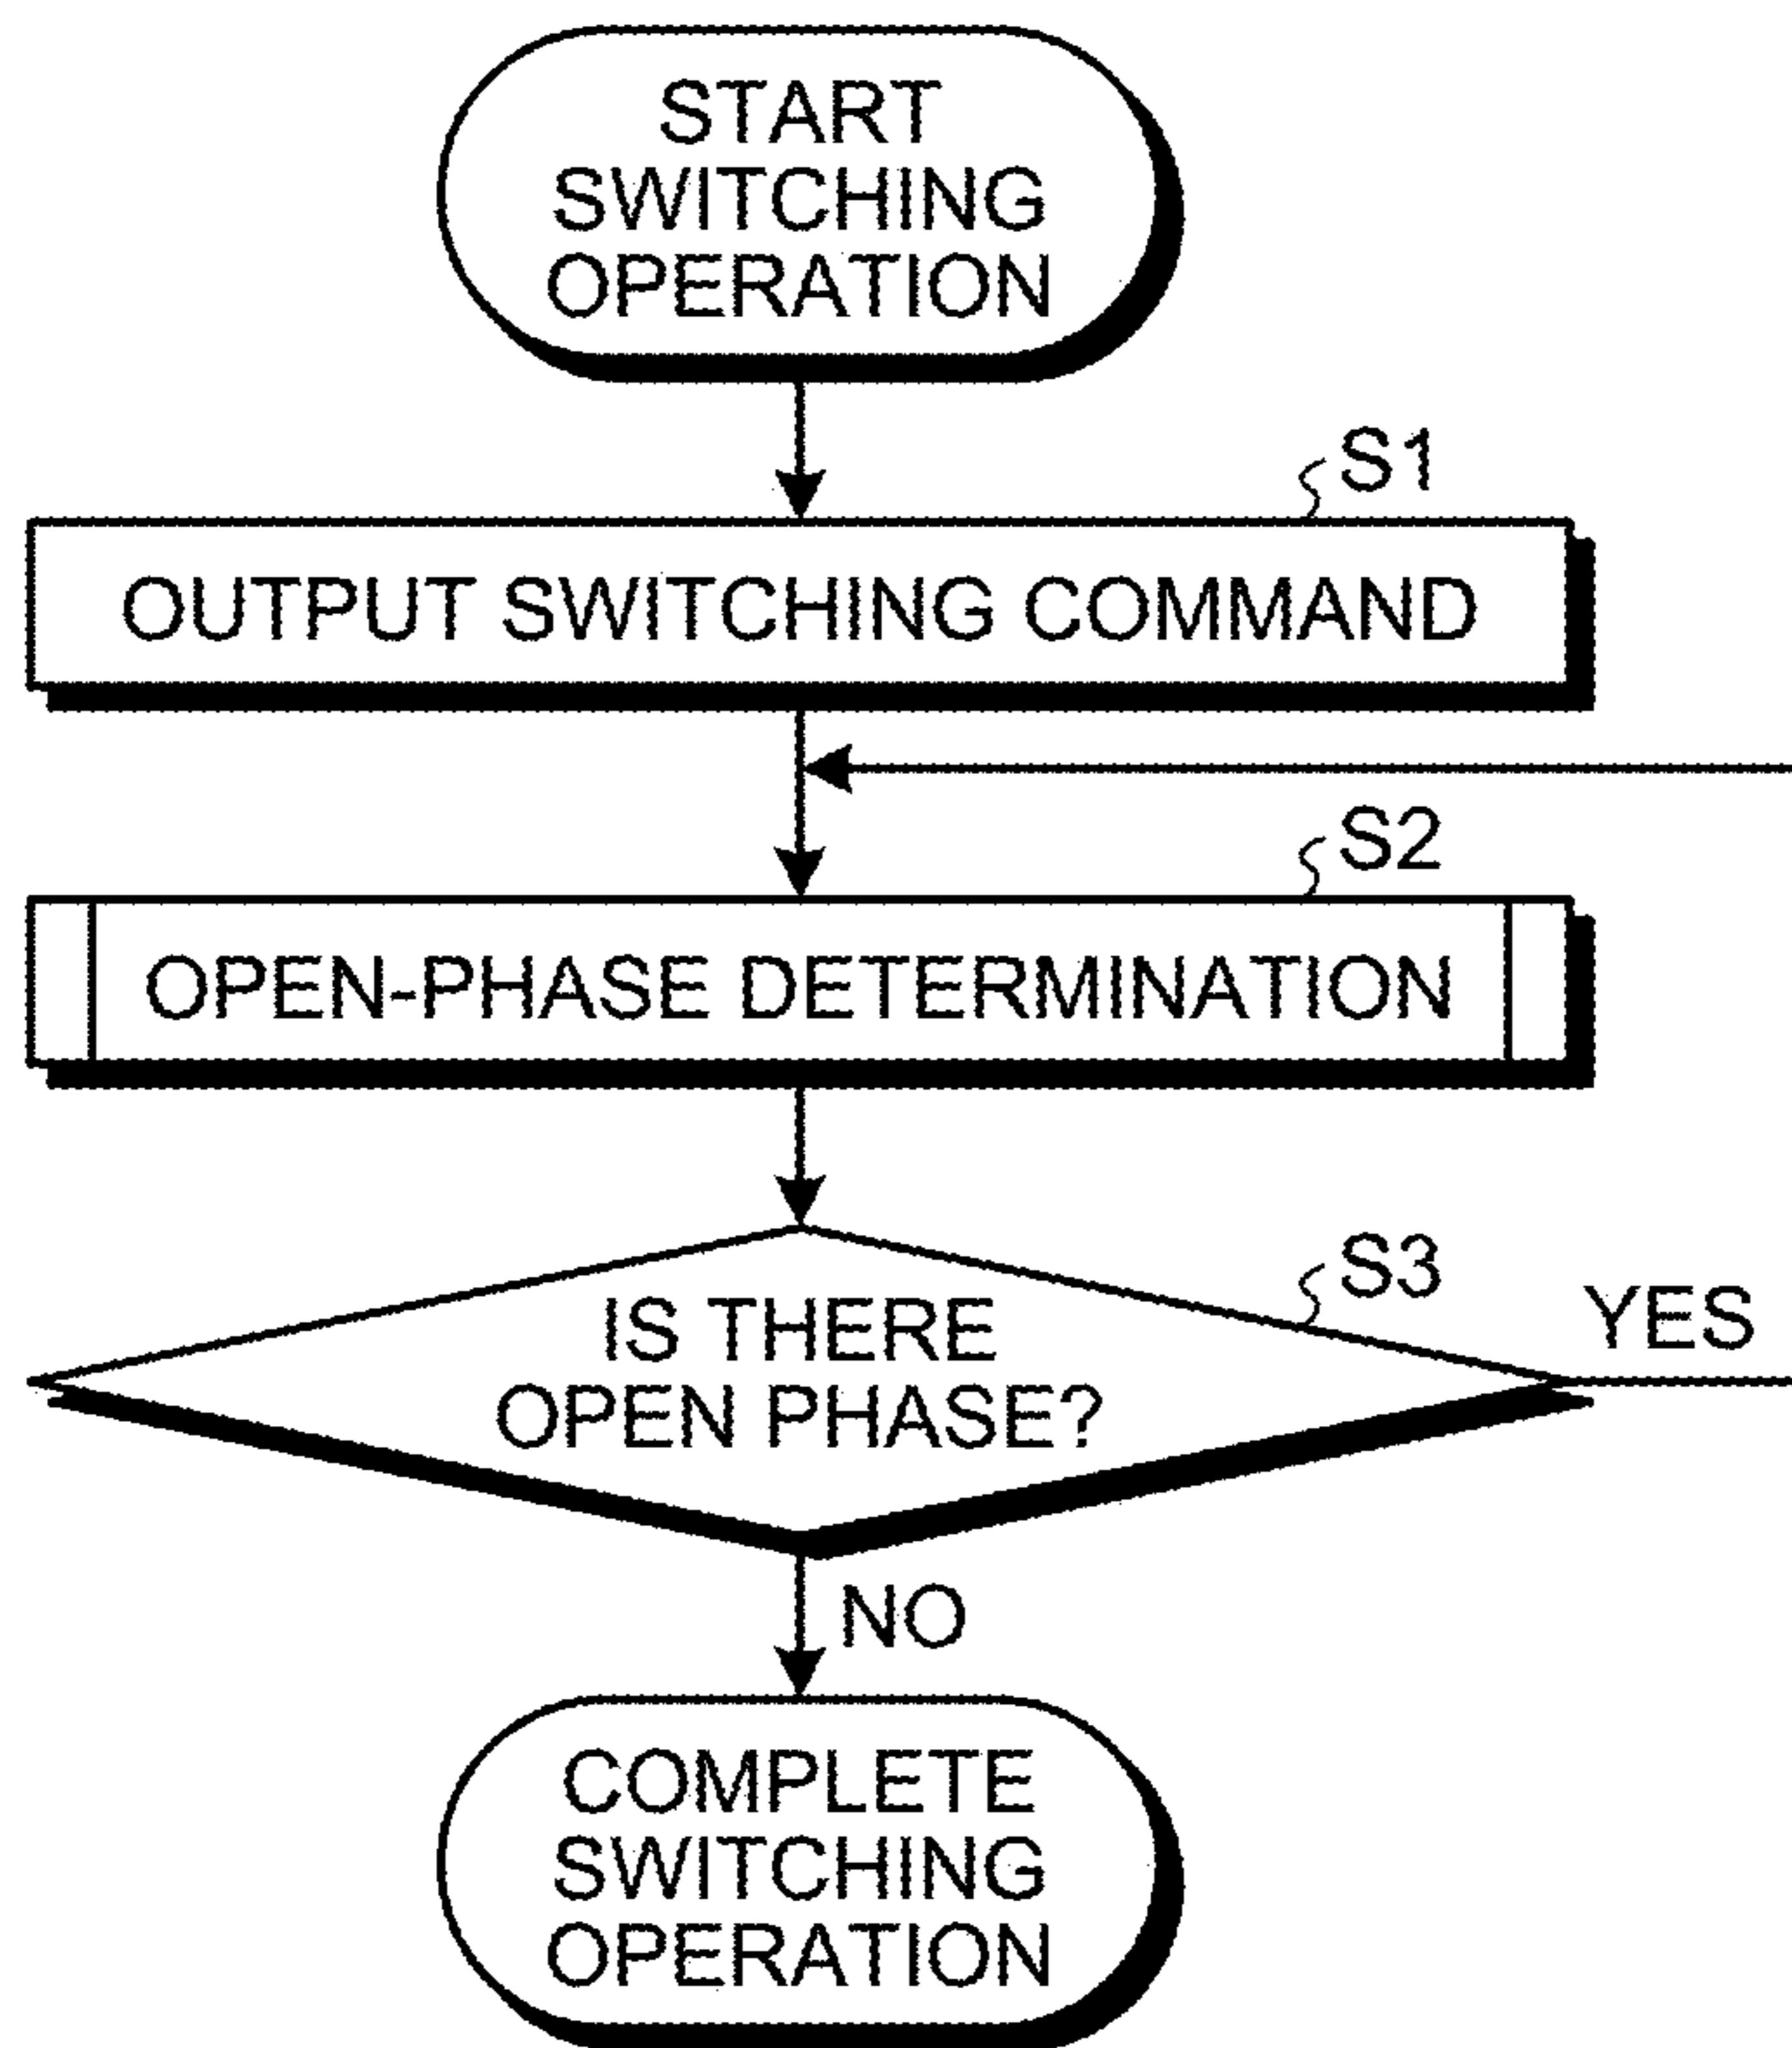 START
SWITCHING
OPERATION
S1
OUTPUT SWITCHING COMMAND
S2
OPEN-PHASE DETERMINATION
S3
IS THERE
OPEN PHASE?
YES
NO
COMPLETE
SWITCHING
OPERATION